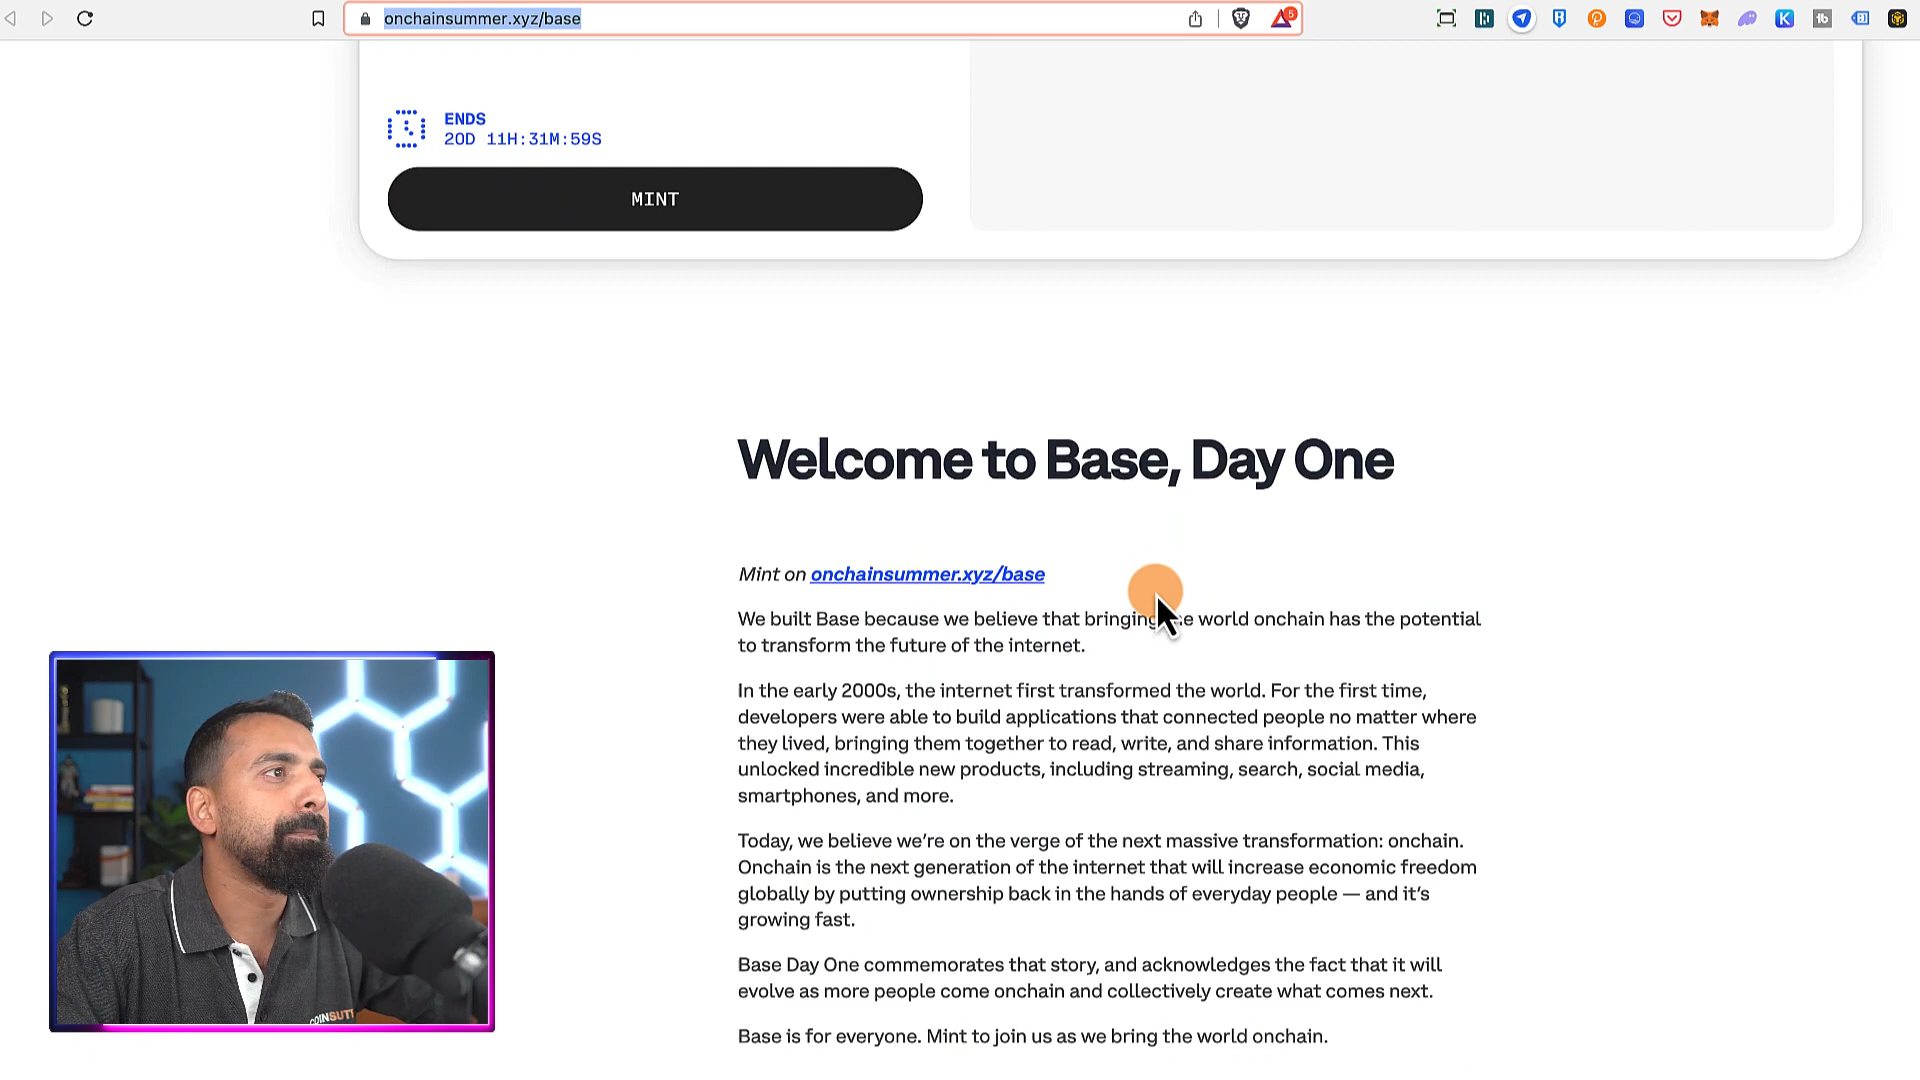 onchainsummer.xyz/base
5
ENDS
20D 11H:31M:59S
MINT
Welcome to Base, Day One
Mint on onchainsummer.xyz/base
We built Base because we believe that bringing the world onchain has the potential
to transform the future of the internet.
In the early 2000s, the internet first transformed the world. For the first time,
developers were able to build applications that connected people no matter where
they lived, bringing them together to read, write, and share information. This
unlocked incredible new products, including streaming, search, social media,
smartphones, and more.
Today, we believe we’re on the verge of the next massive transformation: onchain.
Onchain is the next generation of the internet that will increase economic freedom
globally by putting ownership back in the hands of everyday people — and it’s
growing fast.
Base Day One commemorates that story, and acknowledges the fact that it will
evolve as more people come onchain and collectively create what comes next.
Base is for everyone. Mint to join us as we bring the world onchain.